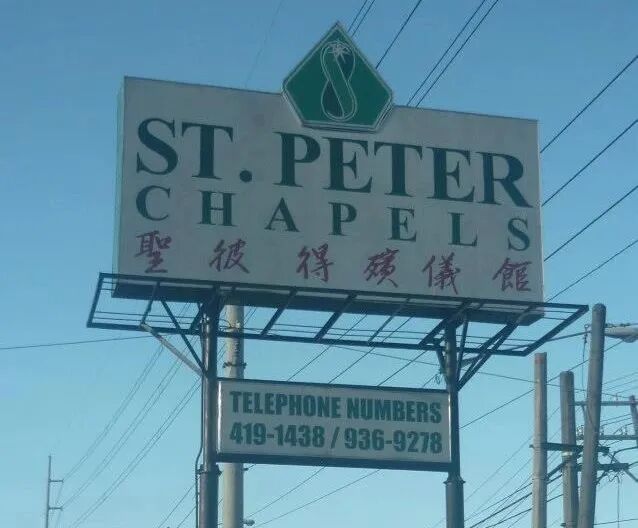 ST. PETER
CHAPELS
聖彼得殯儀館
TELEPHONE NUMBERS
419-1438 / 936-9278